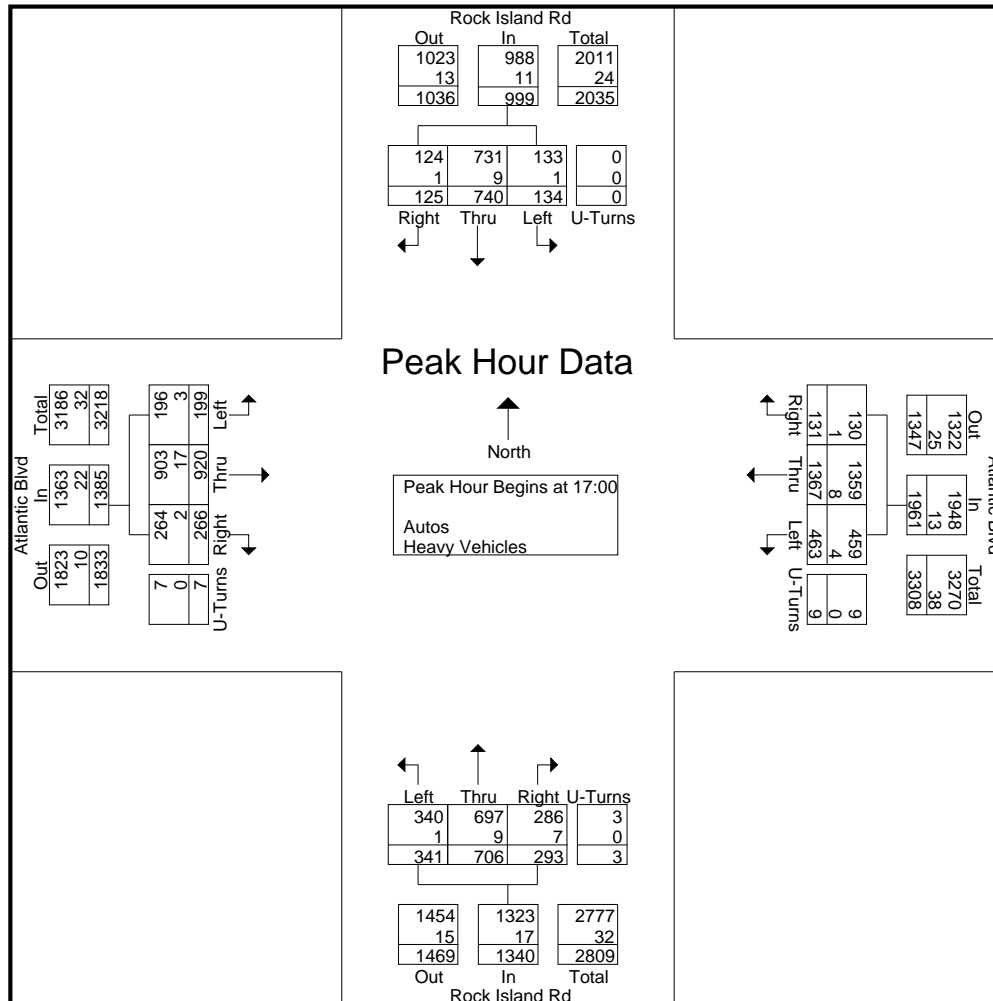 Rock Island Rd
Out In Total
1023 988 2011
13 11 24
1036 999 2035
124 731 133 0
1 9 1 0
125 740 134 0
Right Thru Left U-Turns
Peak Hour Data
North
Peak Hour Begins at 17:00
Autos
Heavy Vehicles
Atlantic Blvd
Out In Total
1823 1363 3186
10 22 32
1833 1385 3218
7 264 903 196
0 2 17 3
7 266 920 199
U-Turns Right Thru Left
Atlantic Blvd
Out In Total
1322 1948 3270
25 13 38
1347 1961 3308
130 1359 459 9
1 8 4 0
131 1367 463 9
Right Thru Left U-Turns
Left Thru Right U-Turns
340 697 286 3
1 9 7 0
341 706 293 3
1454 1323 2777
15 17 32
1469 1340 2809
Out In Total
Rock Island Rd